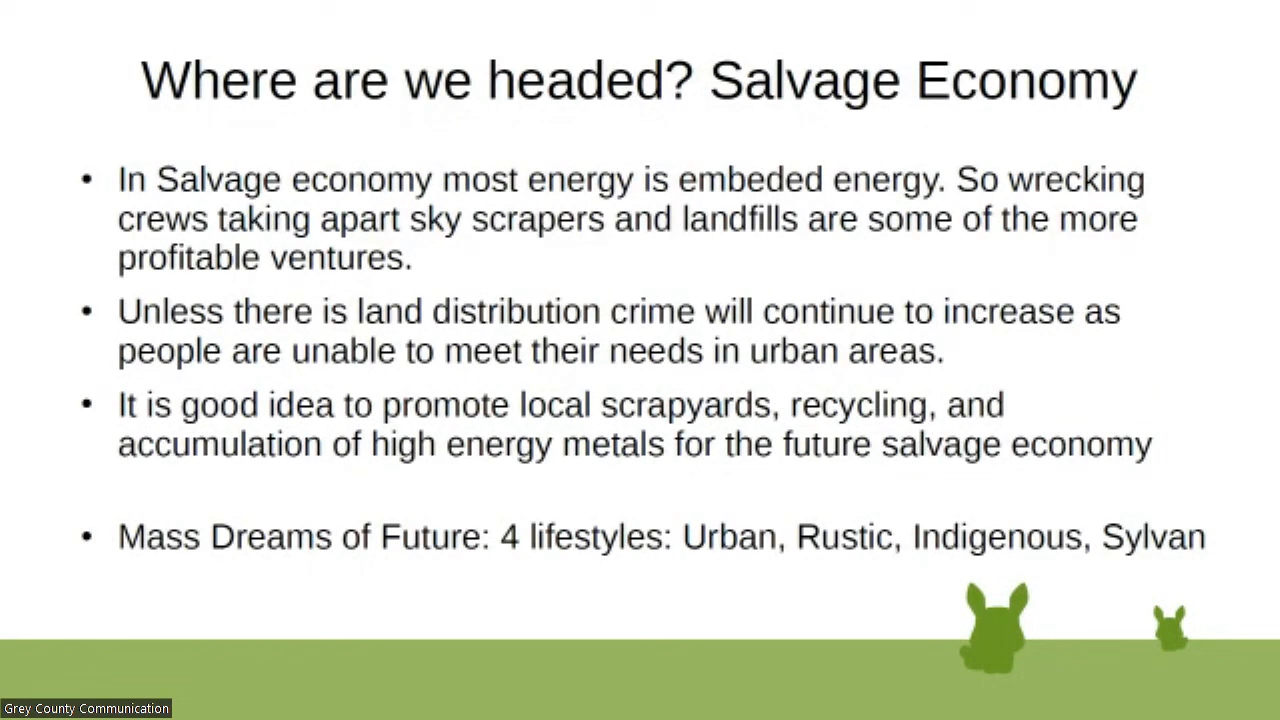 Where are we headed? Salvage Economy
• In Salvage economy most energy is embeded energy. So wrecking
crews taking apart sky scrapers and landfills are some of the more
profitable ventures.
• Unless there is land distribution crime will continue to increase as
people are unable to meet their needs in urban areas.
• It is good idea to promote local scrapyards, recycling, and
accumulation of high energy metals for the future salvage economy
• Mass Dreams of Future: 4 lifestyles: Urban, Rustic, Indigenous, Sylvan
Grey County Communication